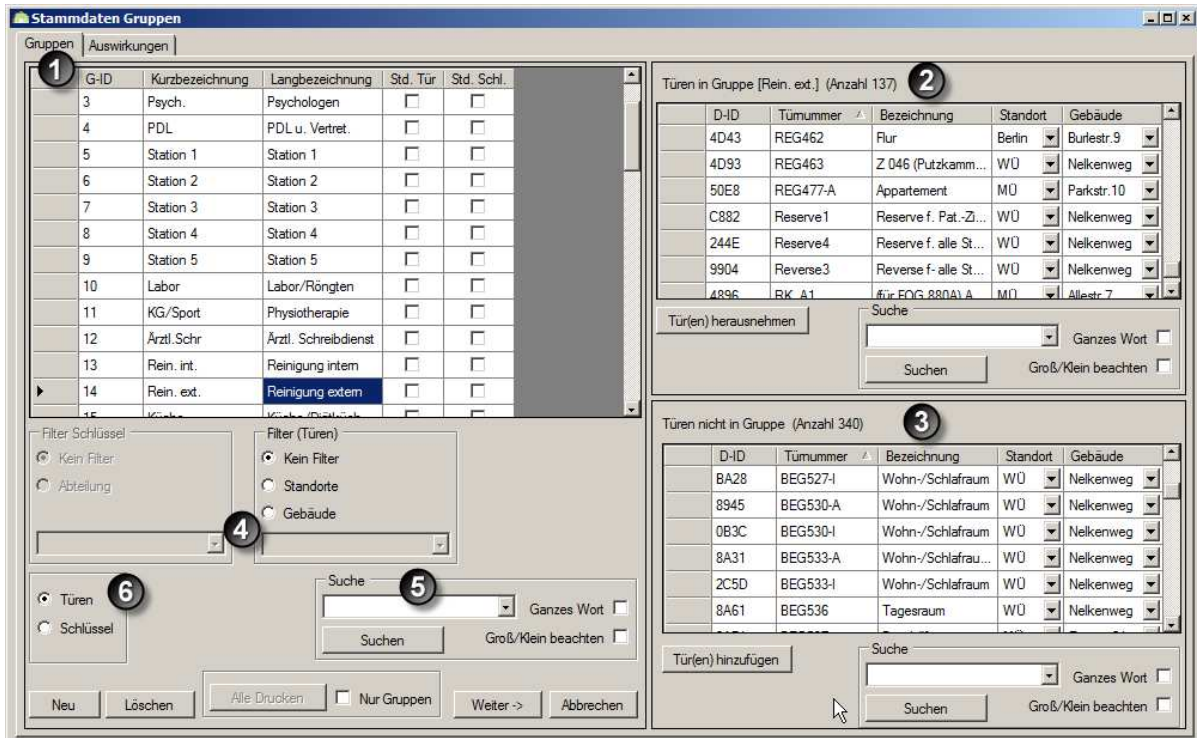 Stammdaten Gruppen
Gruppen Auswirkungen
1
G-ID Kurzbezeichnung Langbezeichnung Std. Tür Std. Schl.
3 Psych. Psychologen
4 PDL PDL u. Vertret.
5 Station 1 Station 1
6 Station 2 Station 2
7 Station 3 Station 3
8 Station 4 Station 4
9 Station 5 Station 5
10 Labor Labor/Röngten
11 KG/Sport Physiotherapie
12 Ärztl.Schr Ärztl. Schreibdienst
13 Rein. int. Reinigung intern
14 Rein. ext. Reinigung extern
15
Filter Schlüssel
Kein Filter
Abteilung
Filter (Türen)
Kein Filter
Standorte
Gebäude
4
Türen
Schlüssel
6
Suche
5
Ganzes Wort
Suchen Groß/Klein beachten
Neu Löschen Alle Drucken Nur Gruppen Weiter -> Abbrechen
Türen in Gruppe [Rein. ext.] (Anzahl 137) 2
D-ID Türnummer Bezeichnung Standort Gebäude
4D43 REG462 Flur Berlin Burlestr.9
4D93 REG463 Z 046 (Putzkamm... WÜ Nelkenweg
50E8 REG477-A Appartement MÜ Parkstr.10
C882 Reserve1 Reserve f. Pat.-Zi... WÜ Nelkenweg
244E Reserve4 Reserve f. alle St... WÜ Nelkenweg
9904 Reverse3 Reverse f- alle St... WÜ Nelkenweg
4896 RK_A1 (für FOG 880A) A... MÜ Allestr.7
Tür(en) herausnehmen
Suche
Ganzes Wort
Suchen Groß/Klein beachten
Türen nicht in Gruppe (Anzahl 340) 3
D-ID Türnummer Bezeichnung Standort Gebäude
BA28 BEG527-I Wohn-/Schlafraum WÜ Nelkenweg
8945 BEG530-A Wohn-/Schlafraum WÜ Nelkenweg
0B3C BEG530-I Wohn-/Schlafraum WÜ Nelkenweg
8A31 BEG533-A Wohn-/Schlafrau... WÜ Nelkenweg
2C5D BEG533-I Wohn-/Schlafraum WÜ Nelkenweg
8A61 BEG536 Tagesraum WÜ Nelkenweg
Tür(en) hinzufügen
Suche
Ganzes Wort
Suchen Groß/Klein beachten